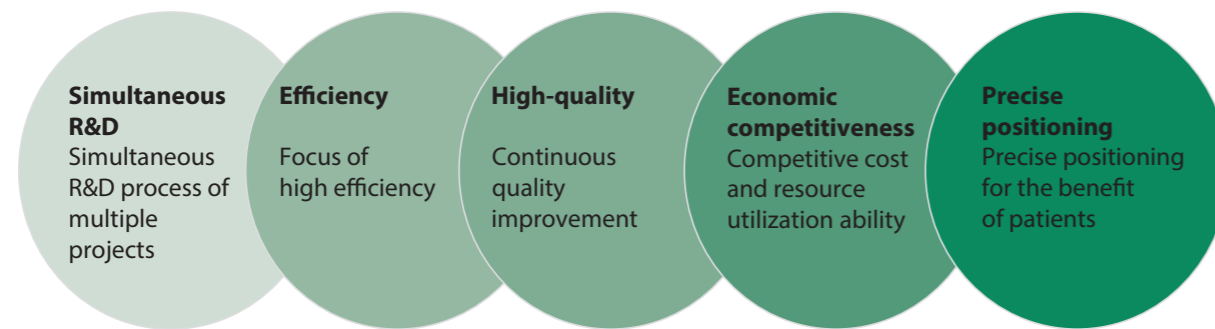 Simultaneous
R&D
Simultaneous
R&D process of
multiple
projects
Efficiency
Focus of
high efficiency
High-quality
Continuous
quality
improvement
Economic
competitiveness
Competitive cost
and resource
utilization ability
Precise
positioning
Precise positioning
for the benefit
of patients